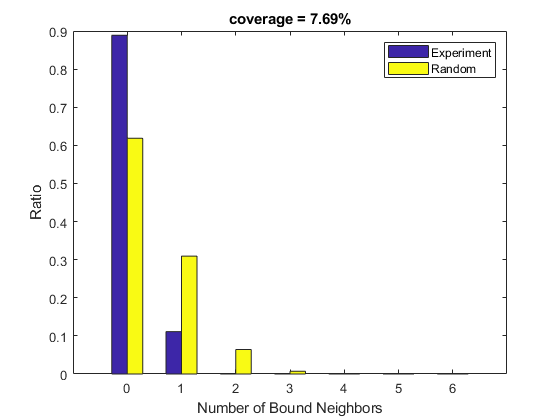 coverage = 7.69%
Experiment
Random
Ratio
0.9
0.8
0.7
0.6
0.5
0.4
0.3
0.2
0.1
0
0 1 2 3 4 5 6
Number of Bound Neighbors